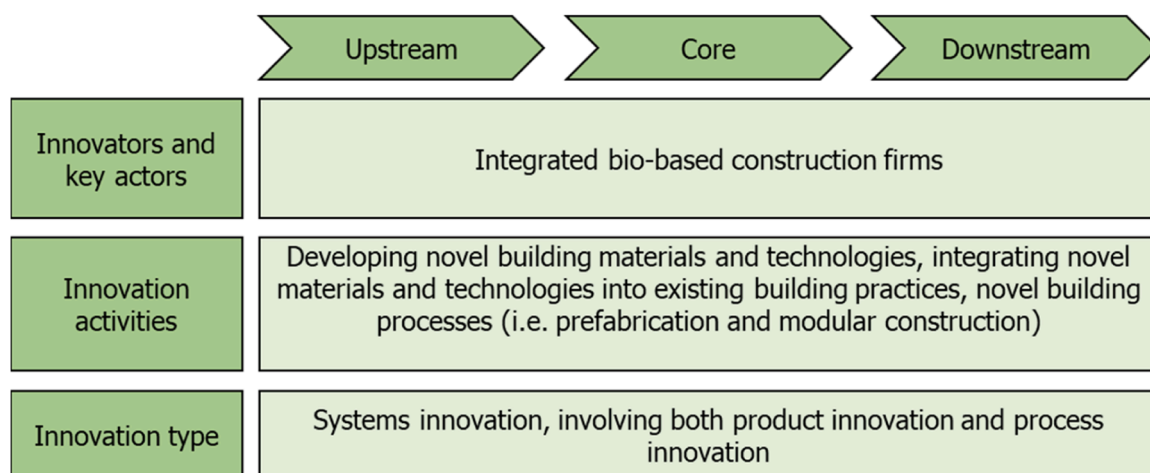 Upstream
Core
Downstream
Innovators and
key actors
Integrated bio-based construction firms
Innovation
activities
Developing novel building materials and technologies, integrating novel
materials and technologies into existing building practices, novel building
processes (i.e. prefabrication and modular construction)
Innovation type
Systems innovation, involving both product innovation and process
innovation